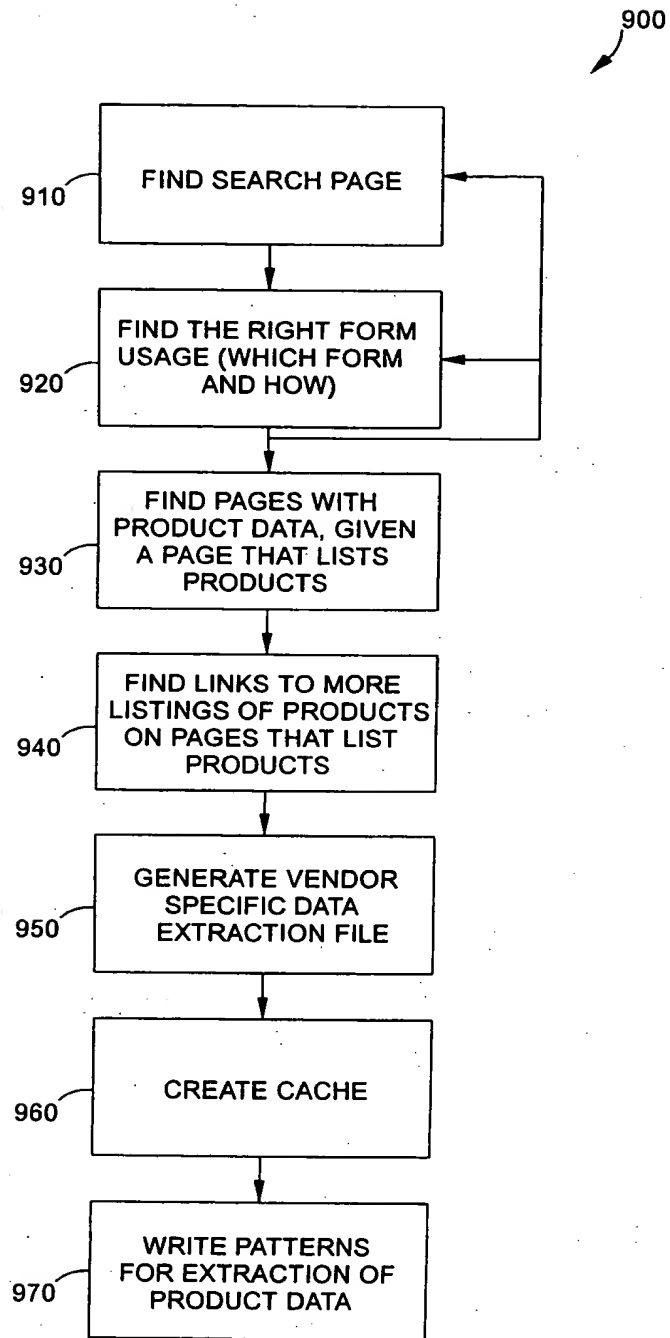 900
910
FIND SEARCH PAGE
920
FIND THE RIGHT FORM
USAGE (WHICH FORM
AND HOW)
930
FIND PAGES WITH
PRODUCT DATA, GIVEN
A PAGE THAT LISTS
PRODUCTS
940
FIND LINKS TO MORE
LISTINGS OF PRODUCTS
ON PAGES THAT LIST
PRODUCTS
950
GENERATE VENDOR
SPECIFIC DATA
EXTRACTION FILE
960
CREATE CACHE
970
WRITE PATTERNS
FOR EXTRACTION OF
PRODUCT DATA